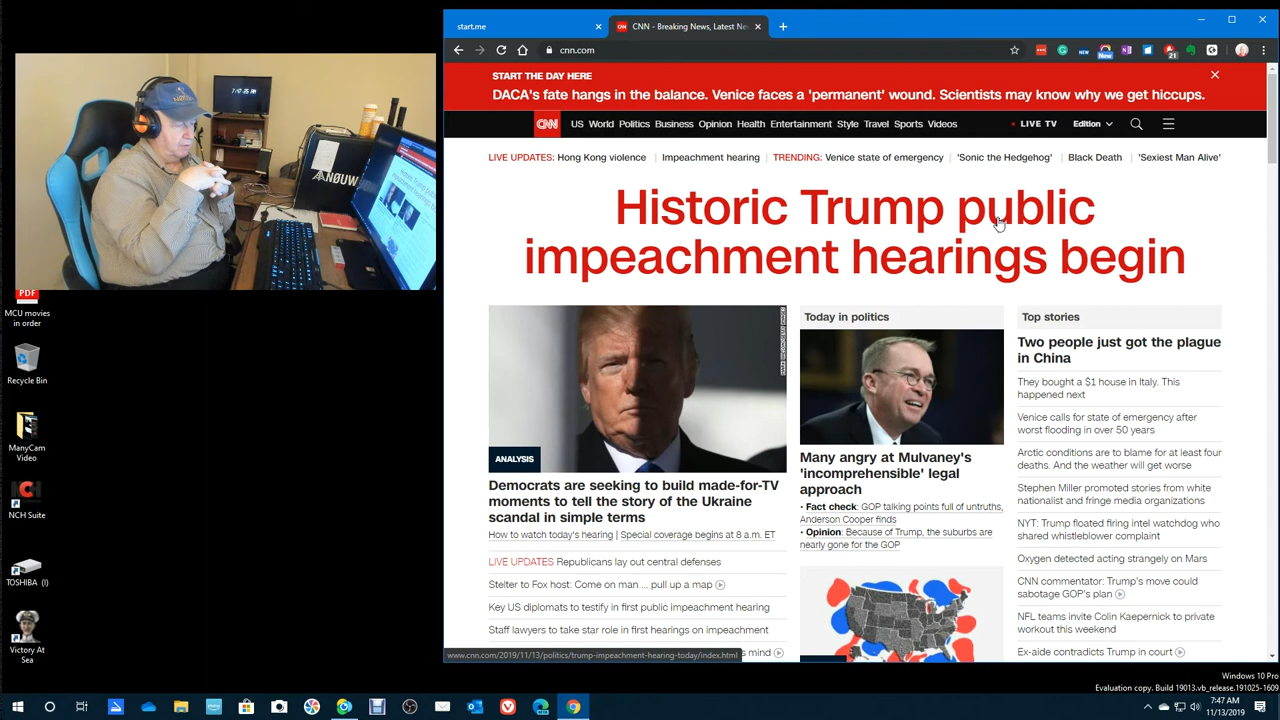 start.me
CNN - Breaking News, Latest Ne
cnn.com
New
21
START THE DAY HERE
DACA's fate hangs in the balance. Venice faces a 'permanent' wound. Scientists may know why we get hiccups.
CNN US World Politics Business Opinion Health Entertainment Style Travel Sports Videos LIVE TV Edition
LIVE UPDATES: Hong Kong violence Impeachment hearing TRENDING: Venice state of emergency 'Sonic the Hedgehog' Black Death 'Sexiest Man Alive'
Historic Trump public
impeachment hearings begin
ANALYSIS
Democrats are seeking to build made-for-TV
moments to tell the story of the Ukraine
scandal in simple terms
How to watch today's hearing | Special coverage begins at 8 a.m. ET
LIVE UPDATES Republicans lay out central defenses
Stelter to Fox host: Come on man ... pull up a map
Key US diplomats to testify in first public impeachment hearing
Staff lawyers to take star role in first hearings on impeachment
s mind
www.cnn.com/2019/11/13/politics/trump-impeachment-hearing-today/index.html
Today in politics
Many angry at Mulvaney's
'incomprehensible' legal
approach
• Fact check: GOP talking points full of untruths,
Anderson Cooper finds
• Opinion: Because of Trump, the suburbs are
nearly gone for the GOP
Top stories
Two people just got the plague
in China
They bought a $1 house in Italy. This
happened next
Venice calls for state of emergency after
worst flooding in over 50 years
Arctic conditions are to blame for at least four
deaths. And the weather will get worse
Stephen Miller promoted stories from white
nationalist and fringe media organizations
NYT: Trump floated firing intel watchdog who
shared whistleblower complaint
Oxygen detected acting strangely on Mars
CNN commentator: Trump's move could
sabotage GOP's plan
NFL teams invite Colin Kaepernick to private
workout this weekend
Ex-aide contradicts Trump in court
ANOUW
PDF
MCU movies
in order
Recycle Bin
ManyCam
Video
NCH Suite
TOSHIBA (I)
Victory At
Sea
Windows 10 Pro
Evaluation copy. Build 19013.vb_release.191025-1609
7:47 AM
11/13/2019